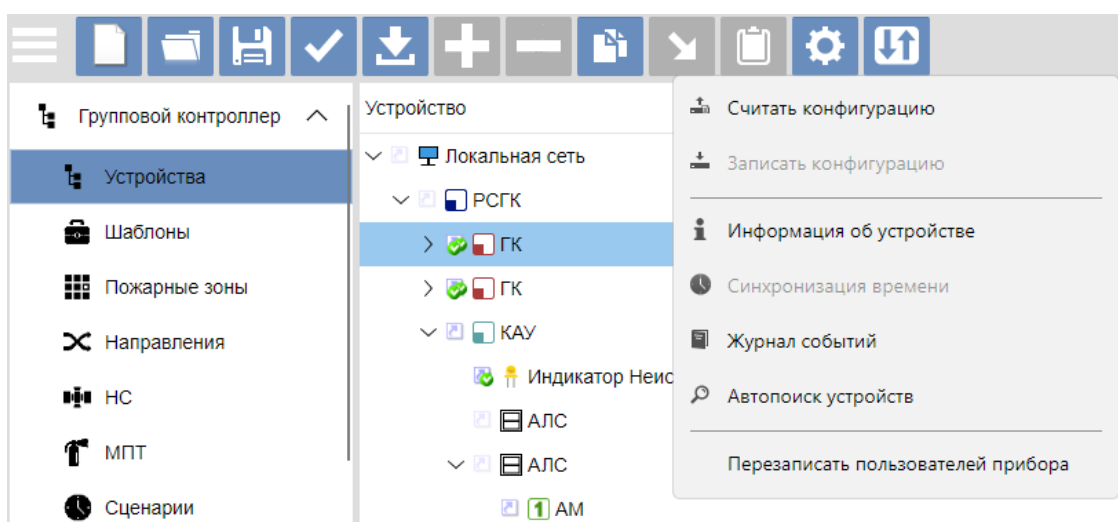 Групповой контроллер
Устройства
Шаблоны
Пожарные зоны
Направления
НС
МПТ
Сценарии
Устройство
Локальная сеть
РСГК
ГК
ГК
КАУ
Индикатор Неис
АЛС
АЛС
1 АМ
Считать конфигурацию
Записать конфигурацию
Информация об устройстве
Синхронизация времени
Журнал событий
Автопоиск устройств
Перезаписать пользователей прибора